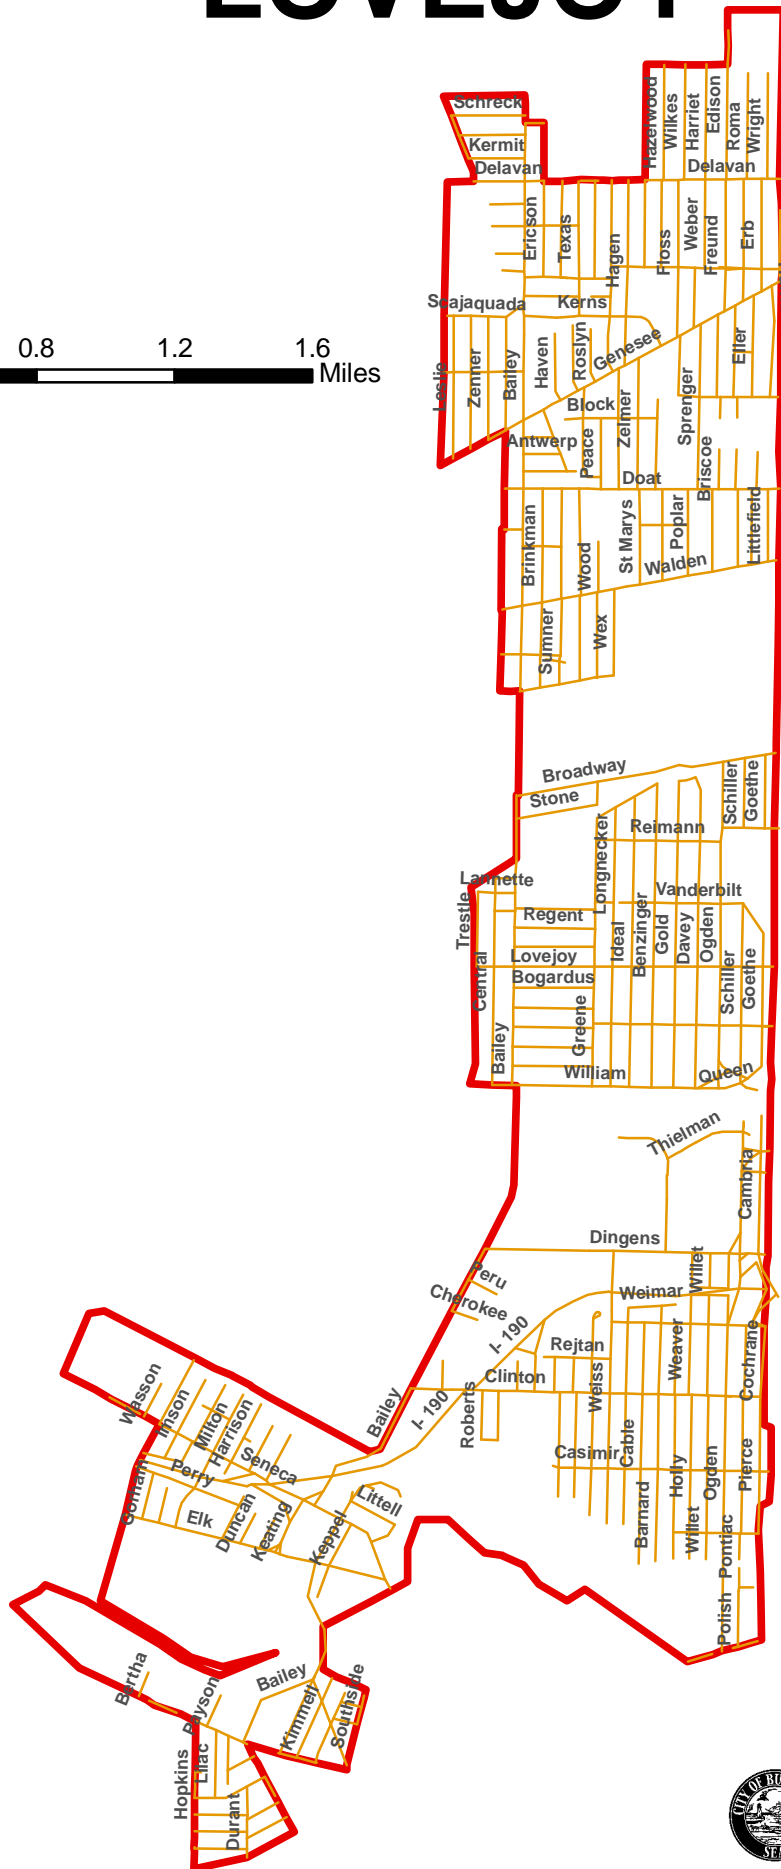 LOVEJOY
Schreck
Kermit
Delavan
Hazelwood
Wilkes
Harriet
Edison
Roma
Wright
Delavan
Ericson
Texas
Hagen
Floss
Weber
Freund
Erb
Scajaquada
Kerns
0.8 1.2 1.6
Miles
Leslie
Zenner
Bailey
Haven
Roslyn
Genesee
Eller
Block
Zelmer
Sprenger
Antwerp
Peace
Briscoe
Doat
Brinkman
Wood
St Marys
Poplar
Littlefield
Walden
Sumner
Wex
Broadway
Stone
Schiller
Goethe
Reimann
Longnecker
Lannette
Vanderbilt
Trestle
Regent
Ideal
Benzinger
Gold
Davey
Ogden
Lovejoy
Central
Bogardus
Schiller
Goethe
Greene
Bailey
William
Queen
Thielman
Cambria
Dingens
Peru
Willet
Cherokee
Weimar
I-190
Rejtan
Weaver
Cochrane
Clinton
Weiss
Wasson
Imson
Milton
Harrison
Bailey
I-190
Roberts
Casimir
Cable
Seneca
Perry
Holly
Ogden
Pierce
Gorham
Elk
Duncan
Keating
Keppel
Littell
Barnard
Willet
Pontiac
Polish
Bertha
Payson
Bailey
Kimmell
Southside
Hopkins
Lilac
Durant
CITY OF BU
SE